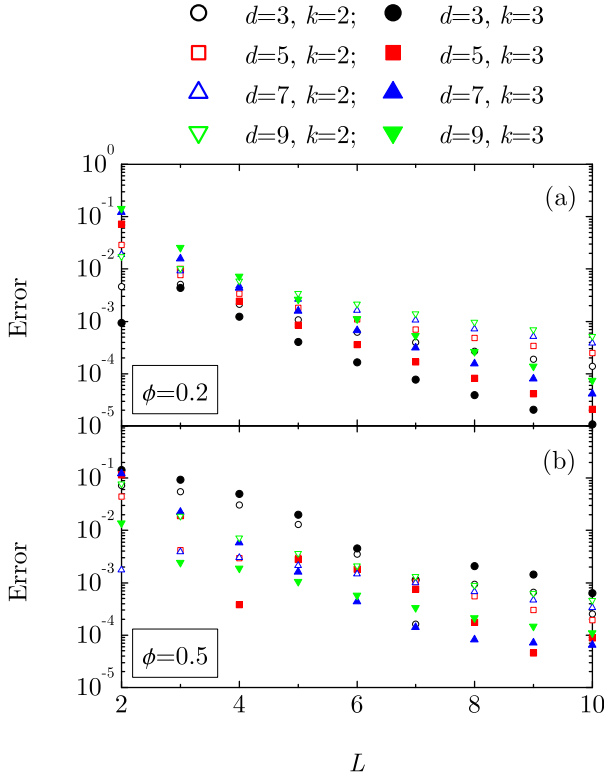 d=3, k=2; d=3, k=3
d=5, k=2; d=5, k=3
d=7, k=2; d=7, k=3
d=9, k=2; d=9, k=3
10^0
10^-1
10^-2
10^-3
10^-4
10^-5
Error
(a)
ϕ=0.2
10^-1
10^-2
10^-3
10^-4
10^-5
Error
(b)
ϕ=0.5
2 4 6 8 10
L